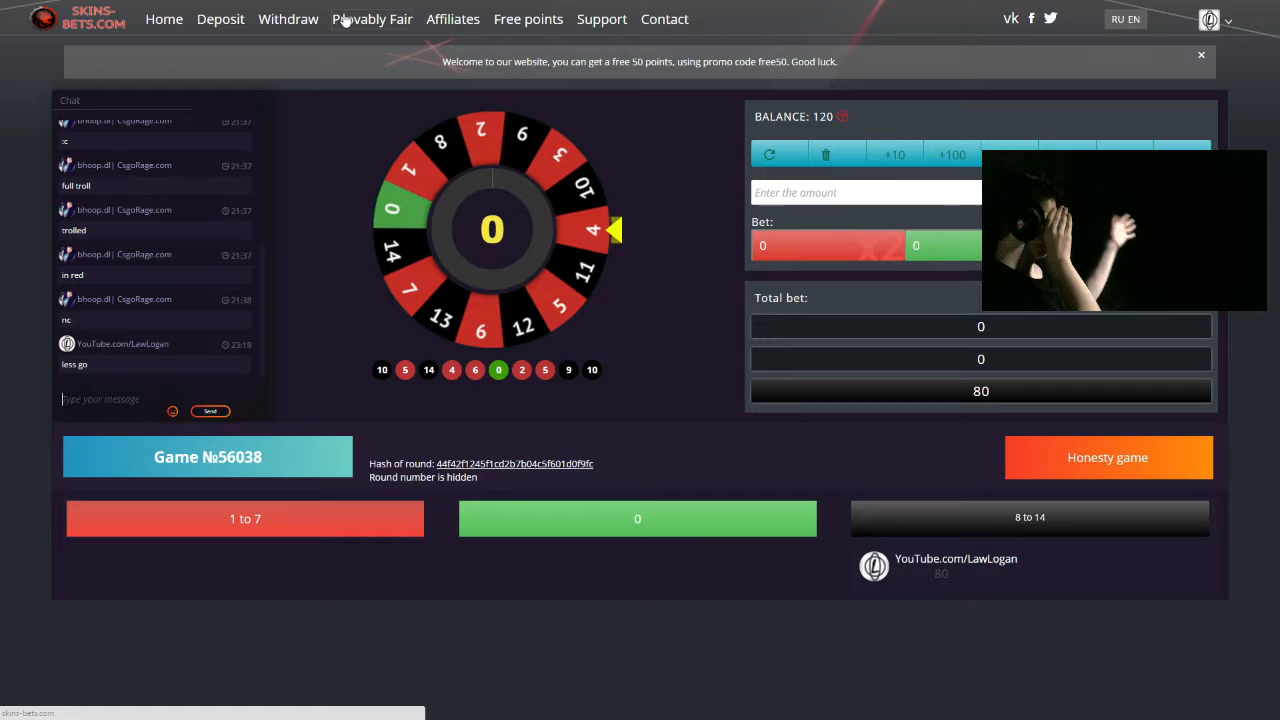 SKINS-
BETS.COM
Home Deposit Withdraw Provably Fair Affiliates Free points Support Contact
vk f
RU EN
Welcome to our website, you can get a free 50 points, using promo code free50. Good luck.
×
Chat
bhoop.dl| CsgoRage.com 21:37
:c
bhoop.dl| CsgoRage.com 21:37
full troll
bhoop.dl| CsgoRage.com 21:37
trolled
bhoop.dl| CsgoRage.com 21:37
in red
bhoop.dl| CsgoRage.com 21:38
nc
YouTube.com/LawLogan 23:19
less go
Type your message
Send
2 9 3 10 4 11 5 12 6 13 7 14 0 1 8
0
10 5 14 4 6 0 2 5 9 10
BALANCE: 120
+10 +100
Enter the amount
Bet:
0 x2 0
Total bet:
0
0
80
Game №56038
Hash of round: 44f42f1245f1cd2b7b04c5f601d0f9fc
Round number is hidden
Honesty game
1 to 7
0
8 to 14
YouTube.com/LawLogan
80
skins-bets.com